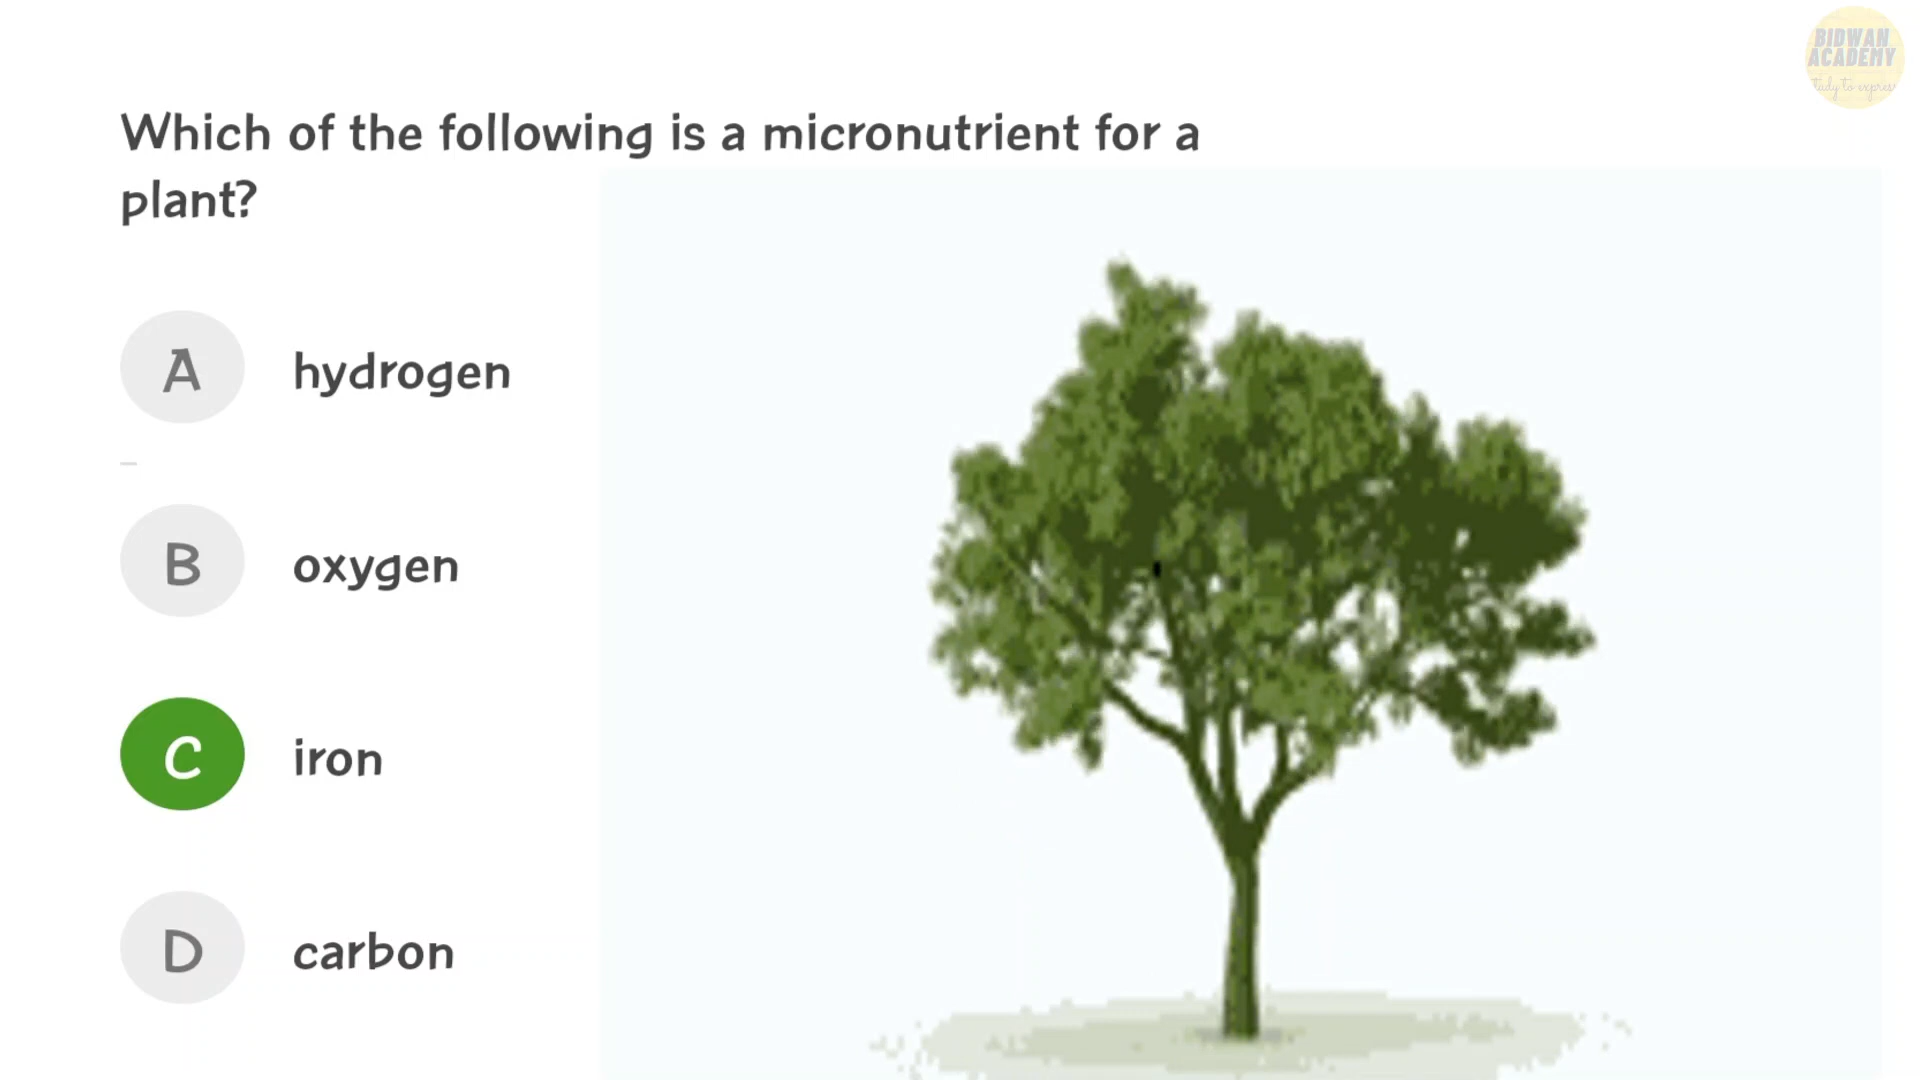 BIDWAN
ACADEMY
Which of the following is a micronutrient for a
plant?
A hydrogen
B oxygen
C iron
D carbon